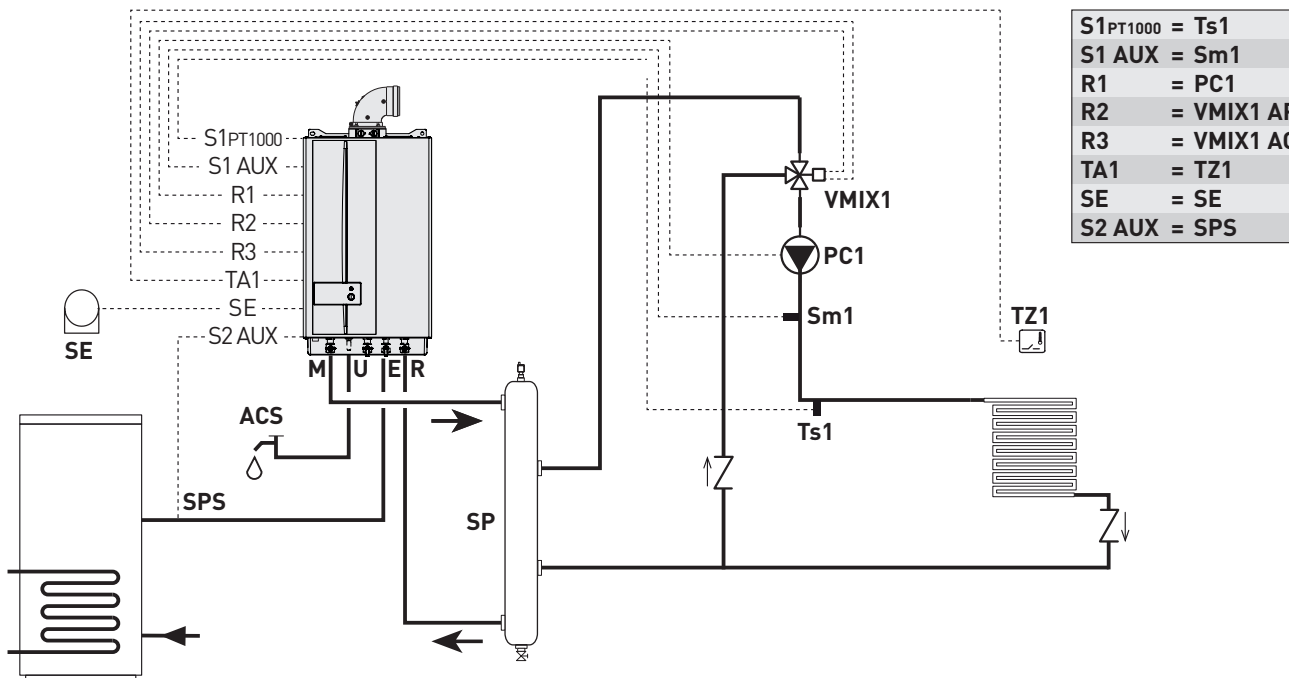 S1PT1000 = Ts1
S1 AUX = Sm1
R1 = PC1
R2 = VMIX1
R3 = VMIX1
TA1 = TZ1
SE = SE
S2 AUX = SPS
S1PT1000
S1 AUX
R1
R2
R3
TA1
SE
S2 AUX
SE
M U E R
VMIX1
PC1
Sm1
TZ1
Ts1
ACS
SPS
SP